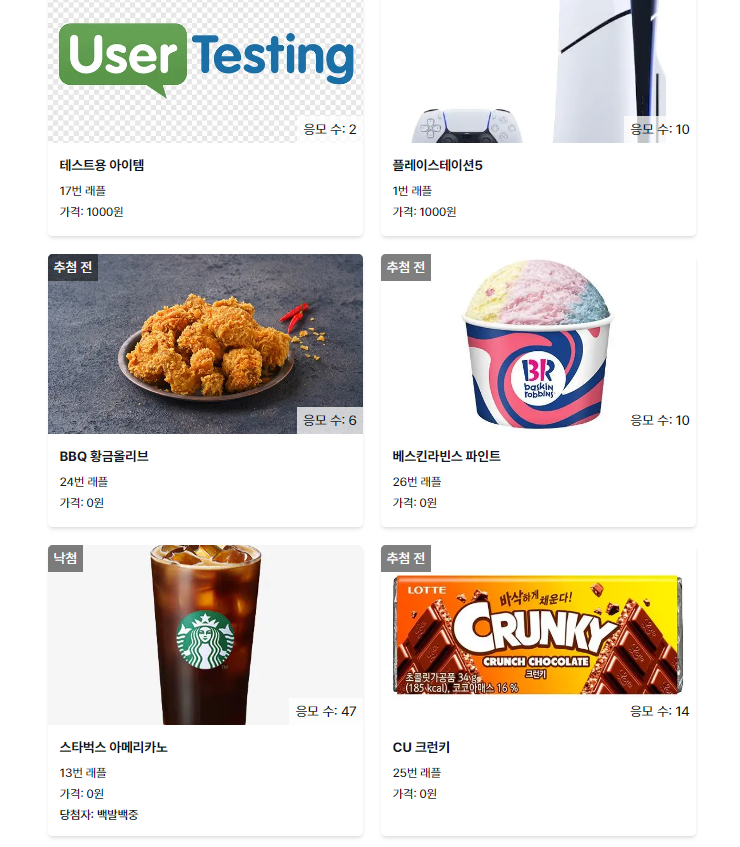 User Testing
응모 수: 2
응모 수: 10
테스트용 아이템
17번 래플
가격: 1000원
플레이스테이션5
1번 래플
가격: 1000원
추첨 전
응모 수: 6
추첨 전
BR
baskin
robbins
응모 수: 10
BBQ 황금올리브
24번 래플
가격: 0원
베스킨라빈스 파인트
26번 래플
가격: 0원
낙첨
응모 수: 47
추첨 전
LOTTE
바삭하게 채운다!
CRUNKY
CRUNCH CHOCOLATE
크런키
초콜릿가공품 34 g
(185 kcal), 코코아매스 16 %
응모 수: 14
스타벅스 아메리카노
13번 래플
가격: 0원
당첨자: 백발백중
CU 크런키
25번 래플
가격: 0원